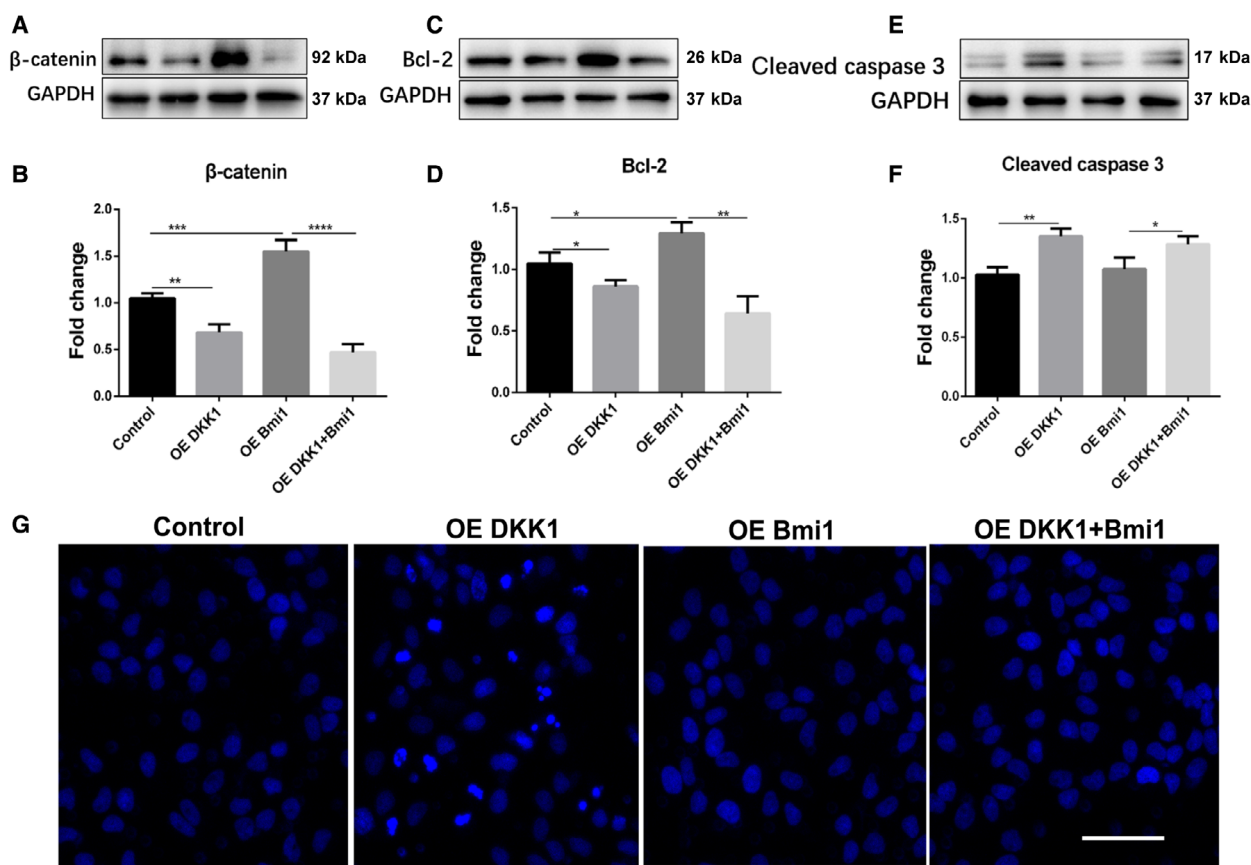 A
β-catenin 92 kDa
GAPDH 37 kDa
C
Bcl-2 26 kDa
GAPDH 37 kDa
E
Cleaved caspase 3 17 kDa
GAPDH 37 kDa
B
β-catenin
Fold change
2.0
1.5
1.0
0.5
0.0
***
****
**
Control
OE DKK1
OE Bmi1
OE DKK1+Bmi1
D
Bcl-2
Fold change
1.5
1.0
0.5
0.0
*
**
*
Control
OE DKK1
OE Bmi1
OE DKK1+Bmi1
F
Cleaved caspase 3
Fold change
1.5
1.0
0.5
0.0
**
*
Control
OE DKK1
OE Bmi1
OE DKK1+Bmi1
G
Control
OE DKK1
OE Bmi1
OE DKK1+Bmi1